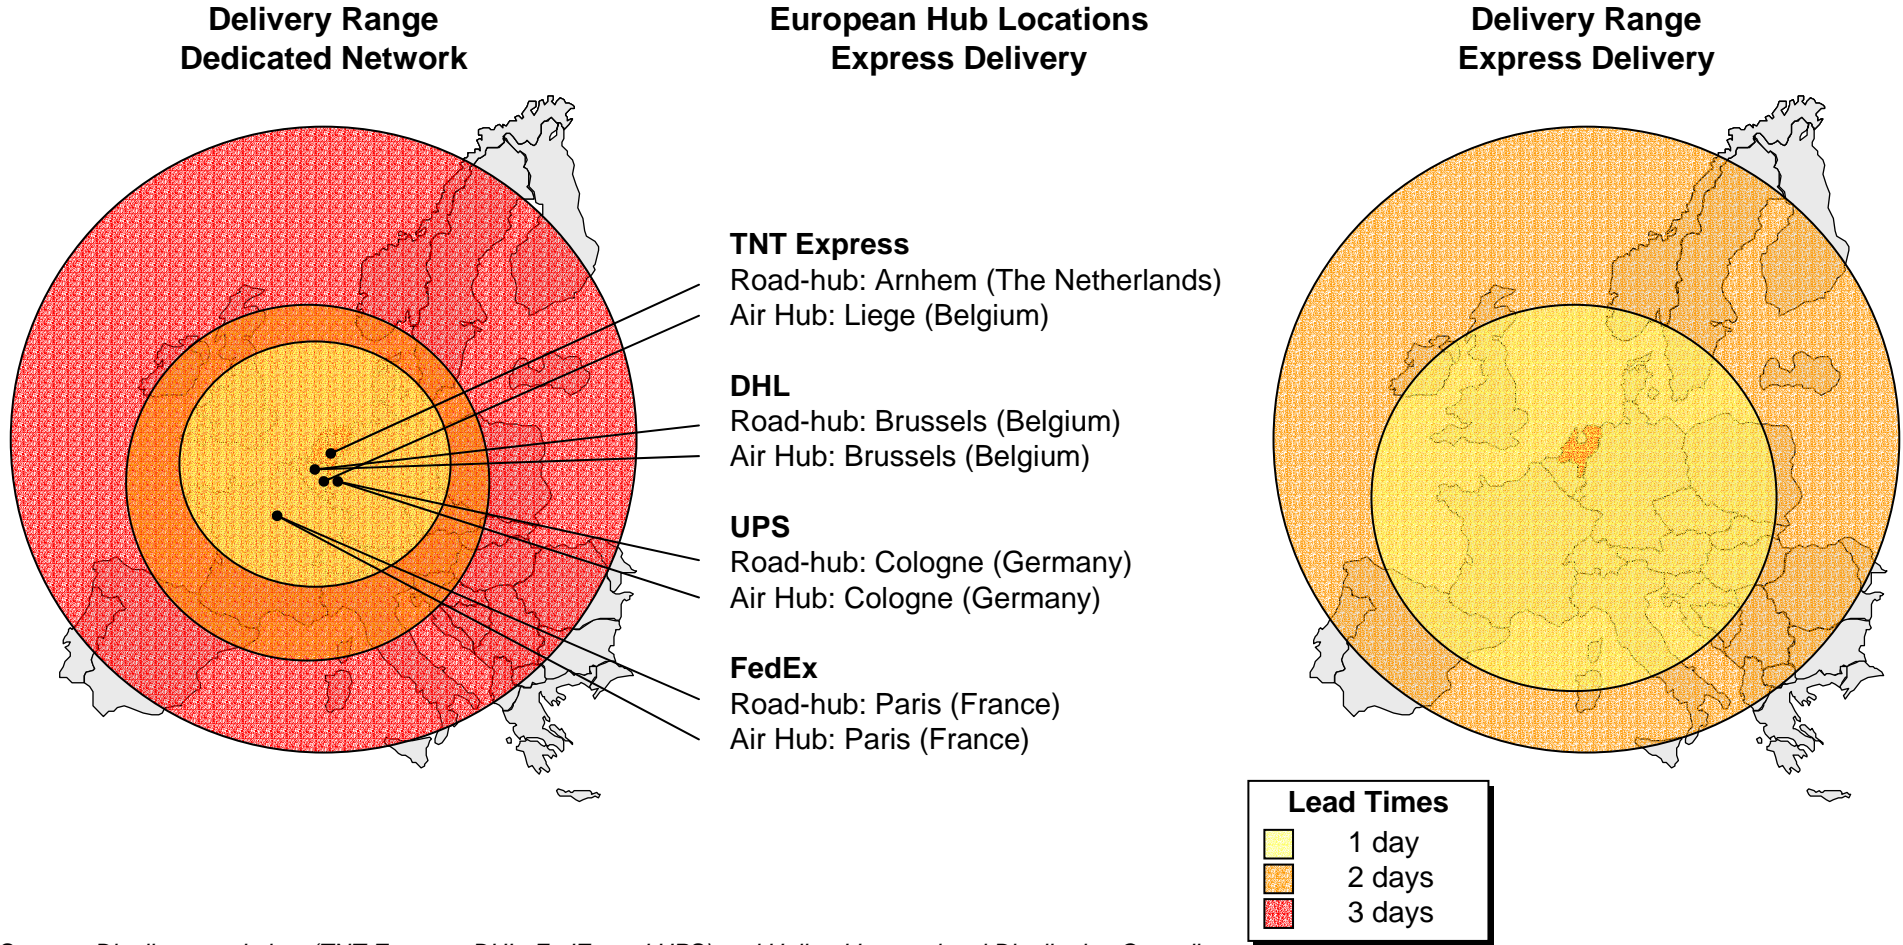 Delivery Range
Dedicated Network
European Hub Locations
Express Delivery
Delivery Range
Express Delivery
TNT Express
Road-hub: Arnhem (The Netherlands)
Air Hub: Liege (Belgium)
DHL
Road-hub: Brussels (Belgium)
Air Hub: Brussels (Belgium)
UPS
Road-hub: Cologne (Germany)
Air Hub: Cologne (Germany)
FedEx
Road-hub: Paris (France)
Air Hub: Paris (France)
Lead Times
1 day
2 days
3 days